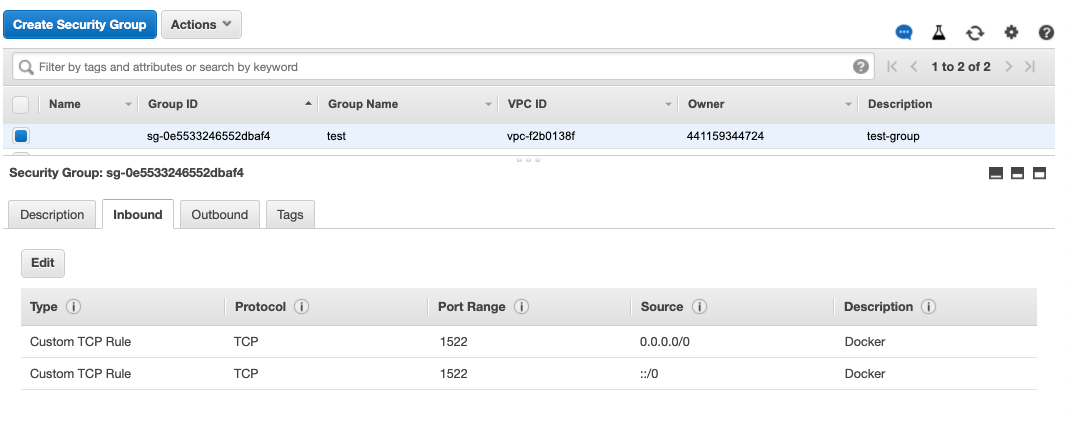 Create Security Group Actions
Filter by tags and attributes or search by keyword 1 to 2 of 2
Name Group ID Group Name VPC ID Owner Description
sg-0e5533246552dbaf4 test vpc-f2b0138f 441159344724 test-group
Security Group: sg-0e5533246552dbaf4
Description Inbound Outbound Tags
Edit
Type Protocol Port Range Source Description
Custom TCP Rule TCP 1522 0.0.0.0/0 Docker
Custom TCP Rule TCP 1522 ::/0 Docker